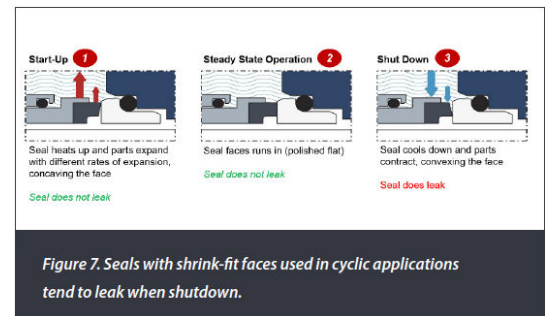 Start-Up 1
Seal heats up and parts expand
with different rates of expansion,
concaving the face
Seal does not leak
Steady State Operation 2
Seal faces runs in (polished flat)
Seal does not leak
Shut Down 3
Seal cools down and parts
contract, convexing the face
Seal does leak
Figure 7. Seals with shrink-fit faces used in cyclic applications
tend to leak when shutdown.